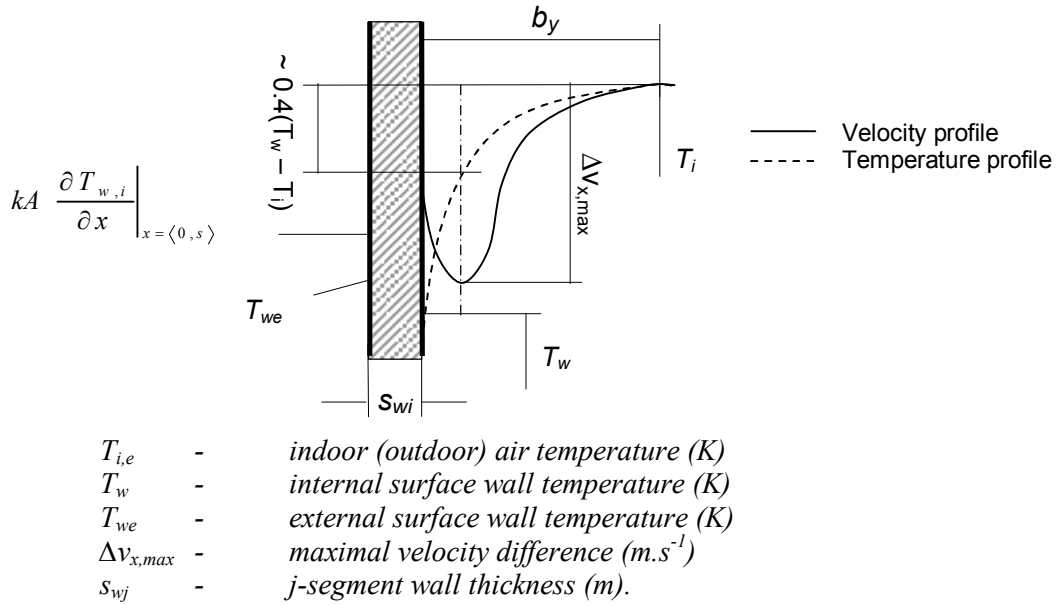 b_y
~ 0.4(T_w – T_i)
Δv_x,max
T_i
Velocity profile
Temperature profile
kA ∂T_w,i / ∂x |_x=⟨0,s⟩
T_we
T_w
s_wi
T_i,e - indoor (outdoor) air temperature (K)
T_w - internal surface wall temperature (K)
T_we - external surface wall temperature (K)
Δv_x,max - maximal velocity difference (m.s^-1)
s_wj - j-segment wall thickness (m).